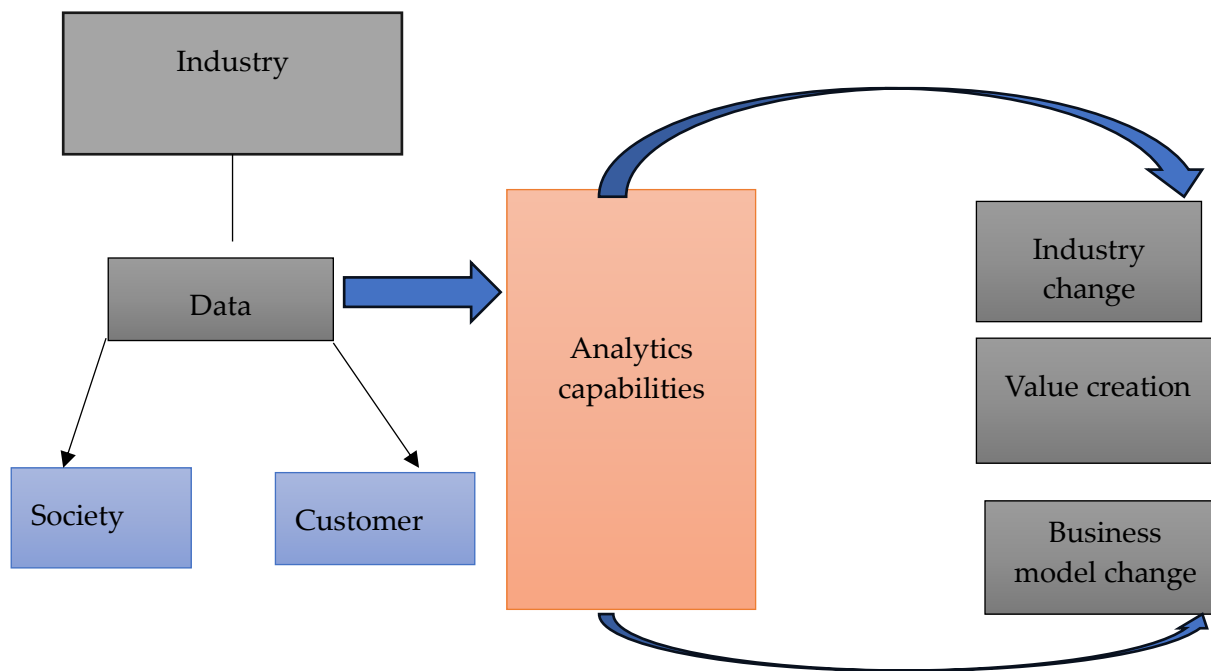 Industry
Data
Society
Customer
Analytics
capabilities
Industry
change
Value creation
Business
model change